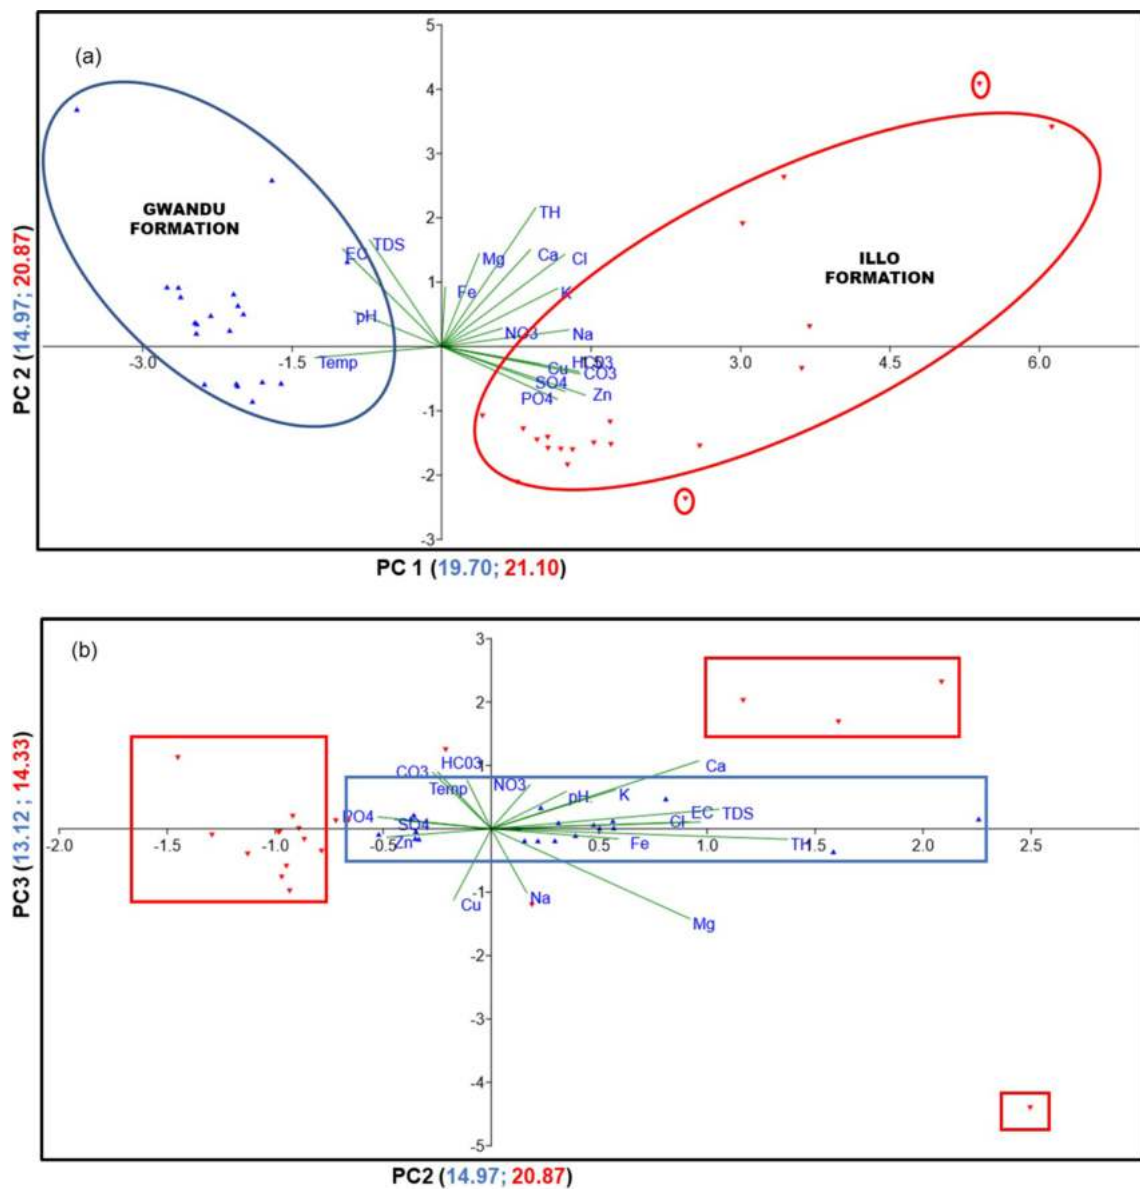 (a)
5
4
3
2
1
-1
-2
-3
-3.0
-1.5
1.5
3.0
4.5
6.0
GWANDU
FORMATION
ILLO
FORMATION
TH
TDS
EC
Mg
Ca
Cl
Fe
K
pH
NO3
Na
Temp
HC03
Cu
CO3
SO4
PO4
Zn
PC 2 (14.97; 20.87)
PC 1 (19.70; 21.10)
(b)
3
2
1
-1
-2
-3
-4
-5
-2.0
-1.5
-1.0
-0.5
0.5
1.0
1.5
2.0
2.5
HC03
CO3
Ca
Temp
NO3
pH
K
PO4
SO4
EC
TDS
Cl
Zn
Fe
TH
Cu
Na
Mg
PC3 (13.12 ; 14.33)
PC2 (14.97; 20.87)